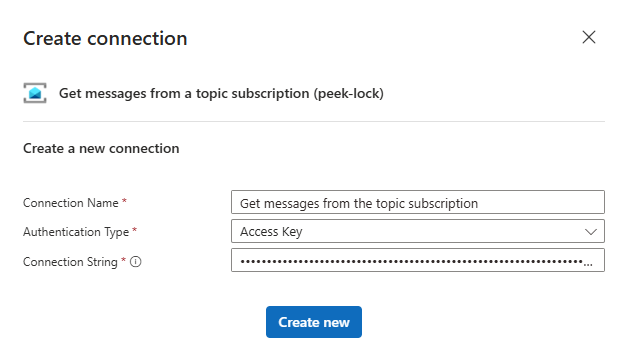 Create connection
Get messages from a topic subscription (peek-lock)
Create a new connection
Connection Name *
Get messages from the topic subscription
Authentication Type *
Access Key
Connection String *
••••••••••••••••••••••••••••••••••••••••••••••••••••••••••••••••...
Create new